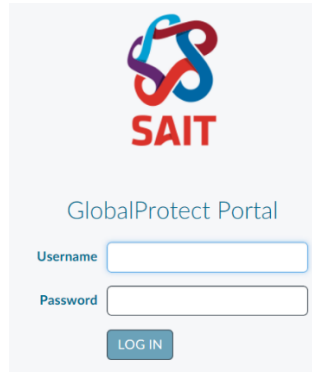 SAIT
GlobalProtect Portal
Username
Password
LOG IN